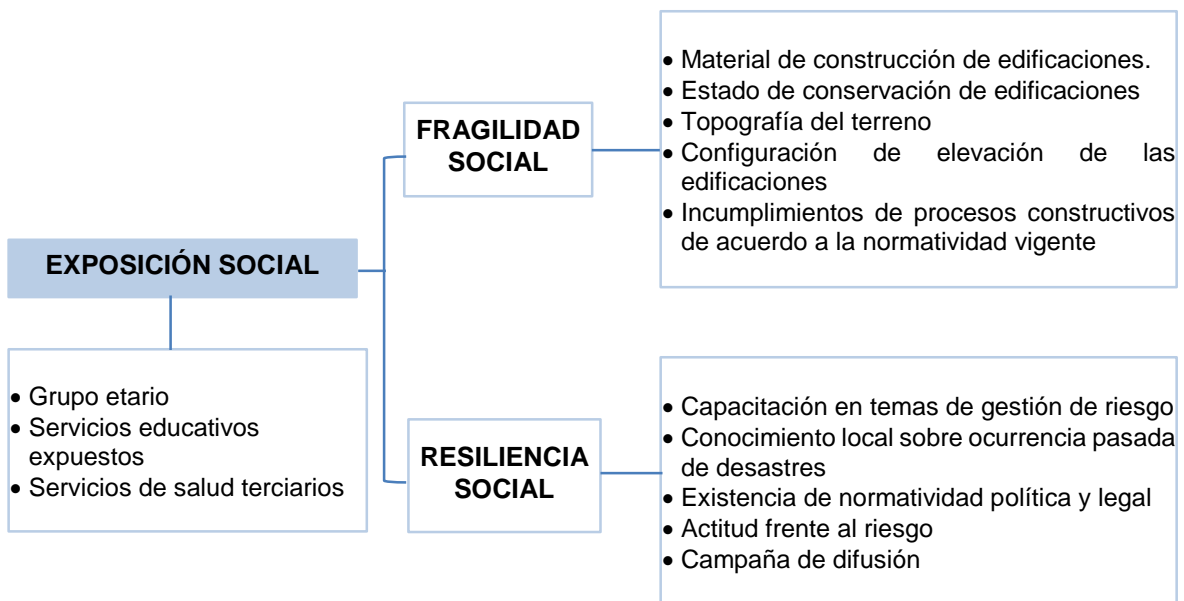 EXPOSICIÓN SOCIAL
• Grupo etario
• Servicios educativos
expuestos
• Servicios de salud terciarios
FRAGILIDAD
SOCIAL
• Material de construcción de edificaciones.
• Estado de conservación de edificaciones
• Topografía del terreno
• Configuración de elevación de las
edificaciones
• Incumplimientos de procesos constructivos
de acuerdo a la normatividad vigente
RESILIENCIA
SOCIAL
• Capacitación en temas de gestión de riesgo
• Conocimiento local sobre ocurrencia pasada
de desastres
• Existencia de normatividad política y legal
• Actitud frente al riesgo
• Campaña de difusión